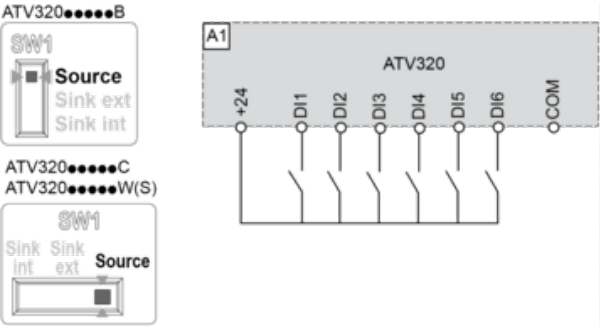 ATV320●●●●●B
SW1
Source
Sink ext
Sink int
ATV320●●●●●C
ATV320●●●●●W(S)
SW1
Sink int
Sink ext
Source
A1
ATV320
+24
DI1
DI2
DI3
DI4
DI5
DI6
COM